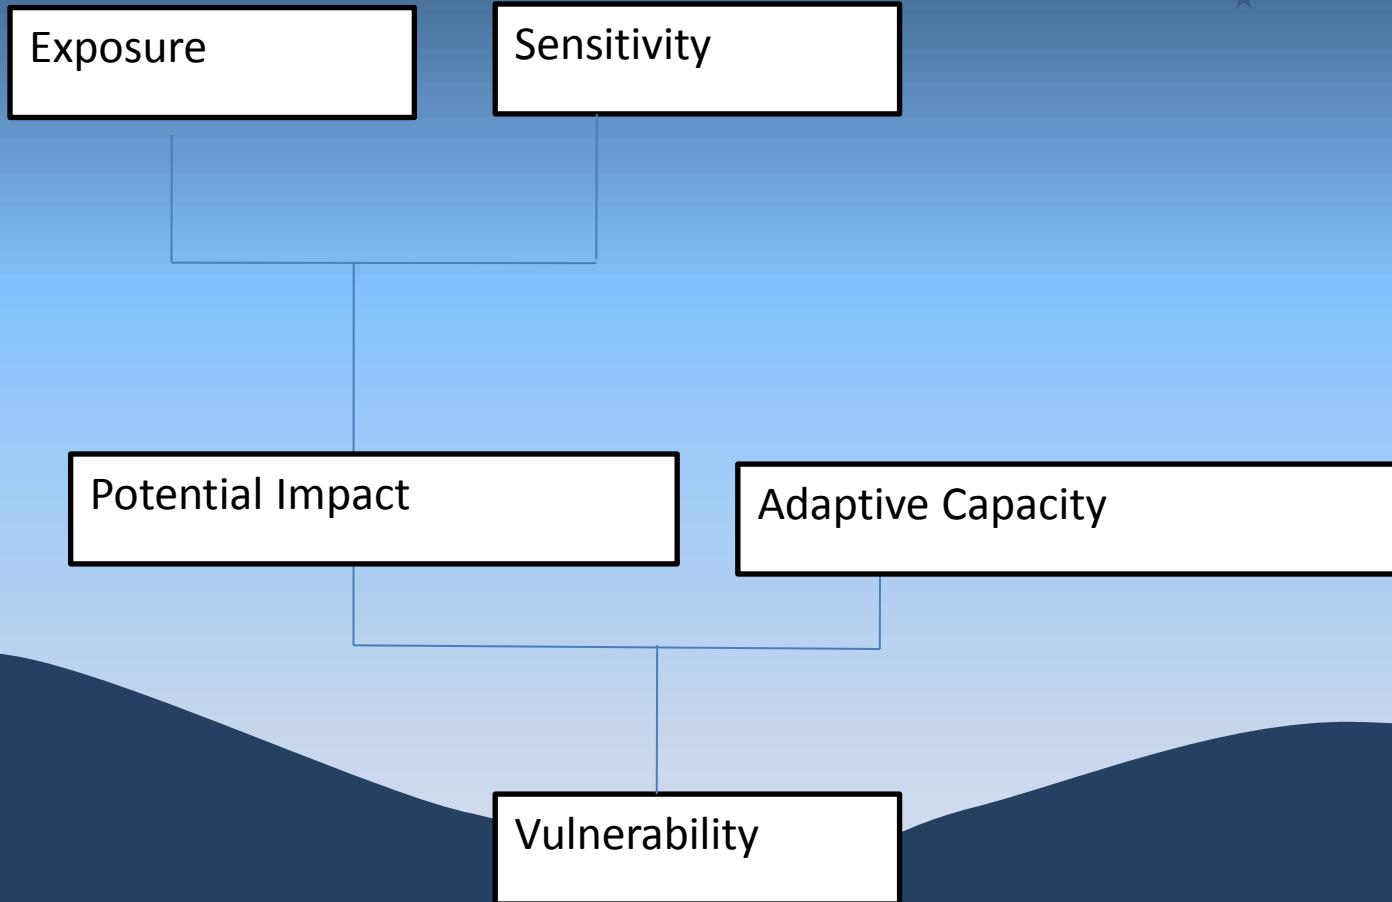 Exposure
Sensitivity
Potential Impact
Adaptive Capacity
Vulnerability